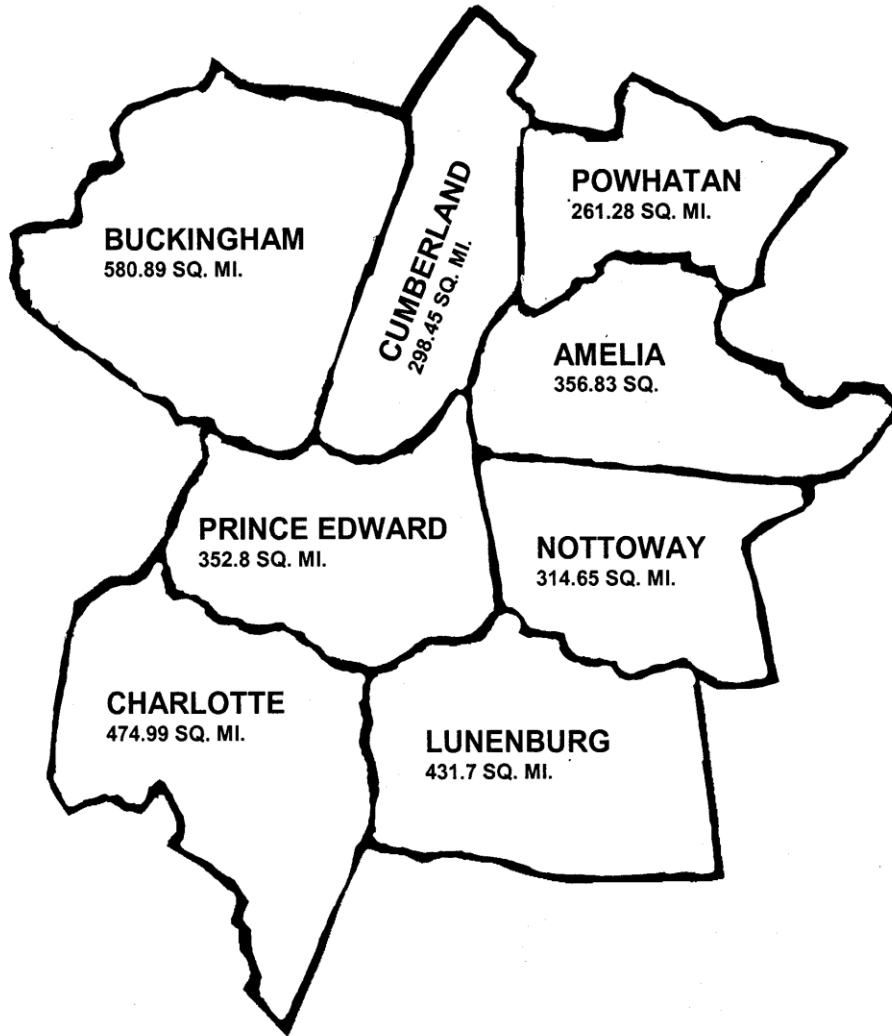 BUCKINGHAM
580.89 SQ. MI.
CUMBERLAND
298.45 SQ. MI.
POWHATAN
261.28 SQ. MI.
AMELIA
356.83 SQ.
PRINCE EDWARD
352.8 SQ. MI.
NOTTOWAY
314.65 SQ. MI.
CHARLOTTE
474.99 SQ. MI.
LUNENBURG
431.7 SQ. MI.